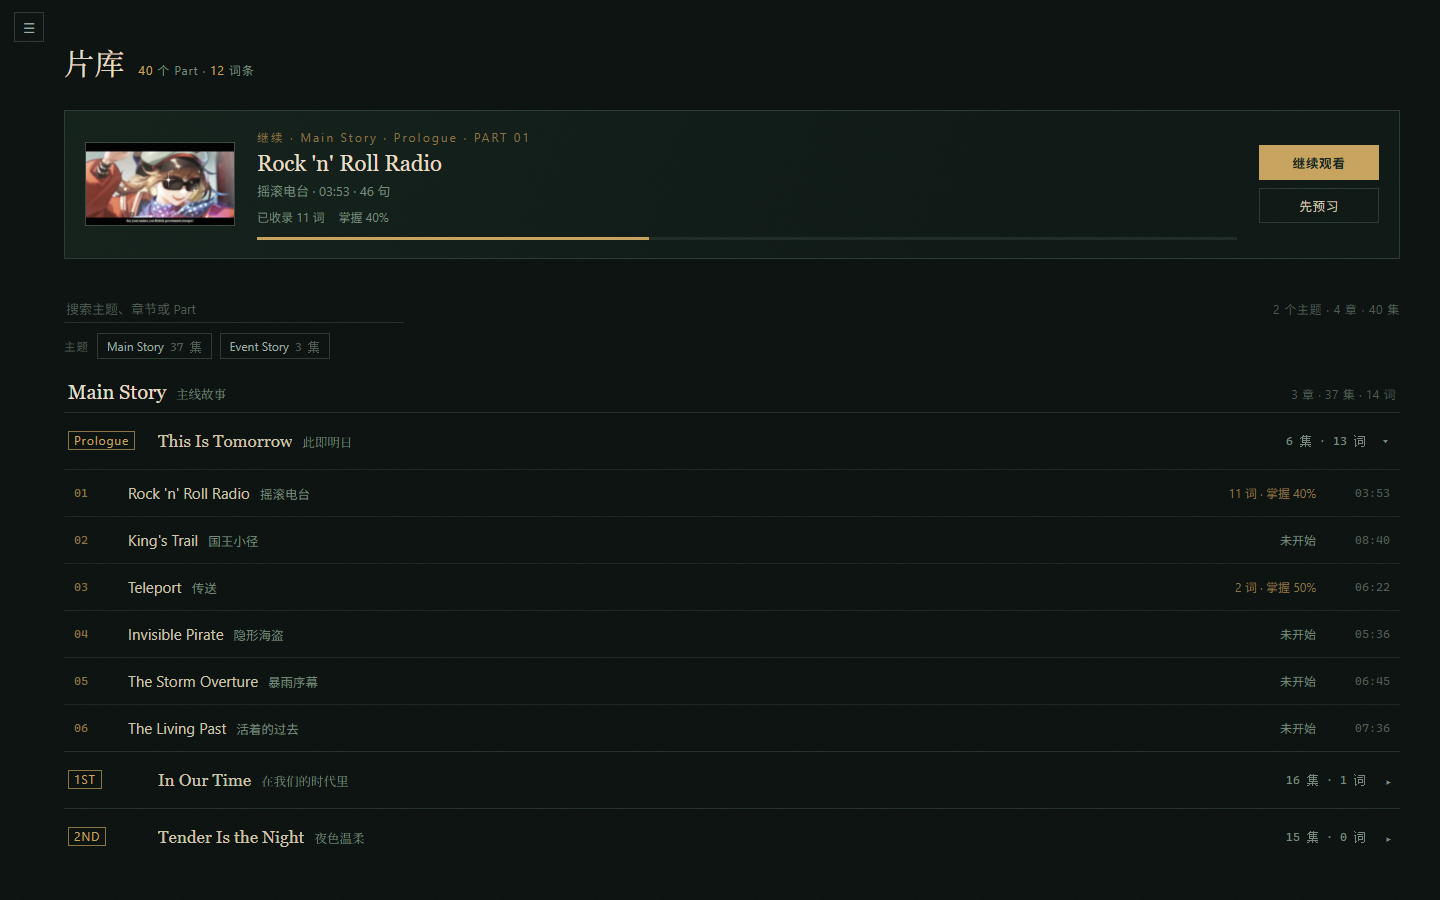 ☰
片库 40 个 Part · 12 词条
继续 · Main Story · Prologue · PART 01
Rock 'n' Roll Radio
摇滚电台 · 03:53 · 46 句
已收录 11 词 掌握 40%
继续观看
先预习
搜索主题、章节或 Part
2 个主题 · 4 章 · 40 集
主题 Main Story 37 集 Event Story 3 集
Main Story 主线故事 3 章 · 37 集 · 14 词
Prologue This Is Tomorrow 此即明日 6 集 · 13 词 ▾
01 Rock 'n' Roll Radio 摇滚电台 11 词 · 掌握 40% 03:53
02 King's Trail 国王小径 未开始 08:40
03 Teleport 传送 2 词 · 掌握 50% 06:22
04 Invisible Pirate 隐形海盗 未开始 05:36
05 The Storm Overture 暴雨序幕 未开始 06:45
06 The Living Past 活着的过去 未开始 07:36
1ST In Our Time 在我们的时代里 16 集 · 1 词 ▸
2ND Tender Is the Night 夜色温柔 15 集 · 0 词 ▸